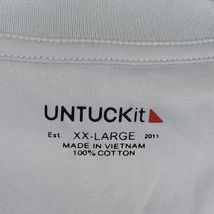 UNTUCKit
Est. XX-LARGE 2011
MADE IN VIETNAM
100% COTTON